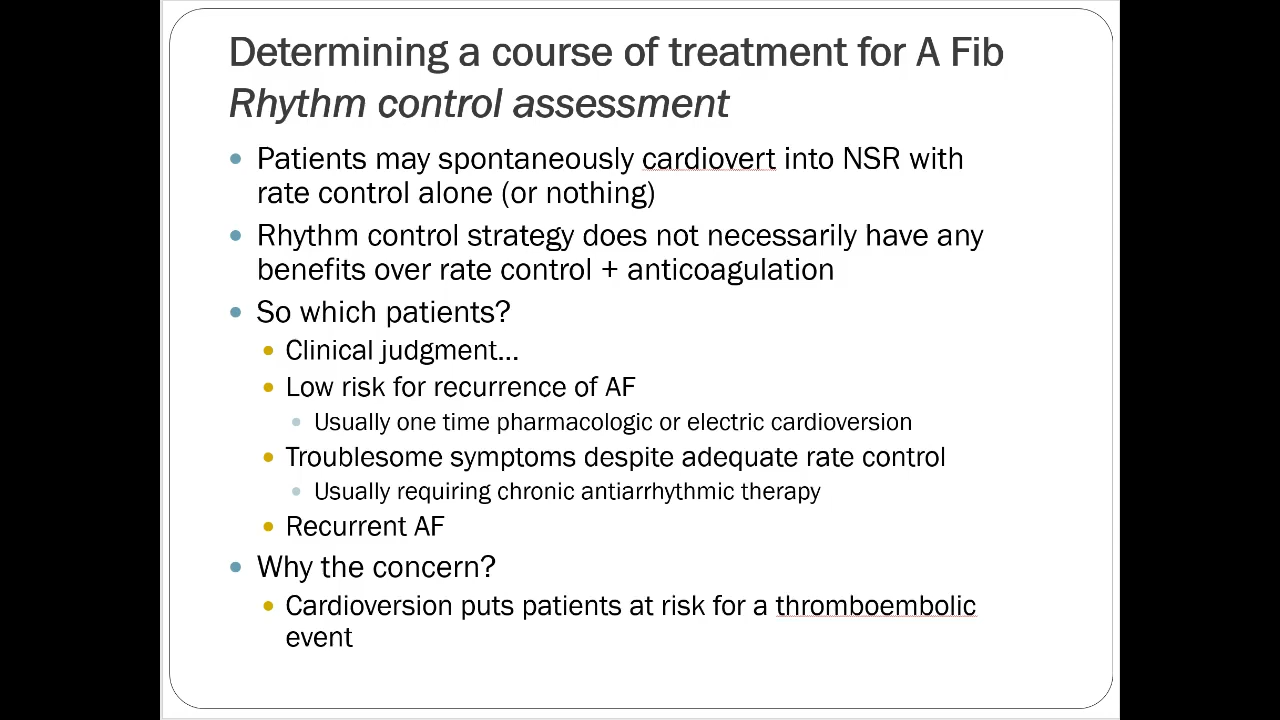 Determining a course of treatment for A Fib
Rhythm control assessment
• Patients may spontaneously cardiovert into NSR with
rate control alone (or nothing)
• Rhythm control strategy does not necessarily have any
benefits over rate control + anticoagulation
• So which patients?
• Clinical judgment…
• Low risk for recurrence of AF
• Usually one time pharmacologic or electric cardioversion
• Troublesome symptoms despite adequate rate control
• Usually requiring chronic antiarrhythmic therapy
• Recurrent AF
• Why the concern?
• Cardioversion puts patients at risk for a thromboembolic
event